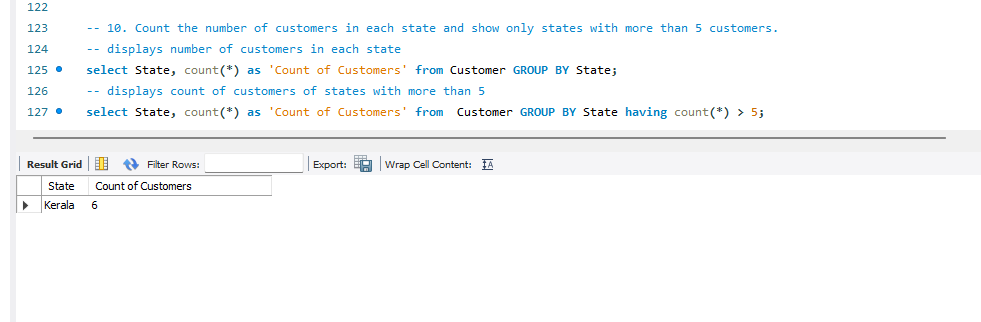 122
123 -- 10. Count the number of customers in each state and show only states with more than 5 customers.
124 -- displays number of customers in each state
125 select State, count(*) as 'Count of Customers' from Customer GROUP BY State;
126 -- displays count of customers of states with more than 5
127 select State, count(*) as 'Count of Customers' from  Customer GROUP BY State having count(*) > 5;
Result Grid Filter Rows: Export: Wrap Cell Content: IA
State Count of Customers
Kerala 6